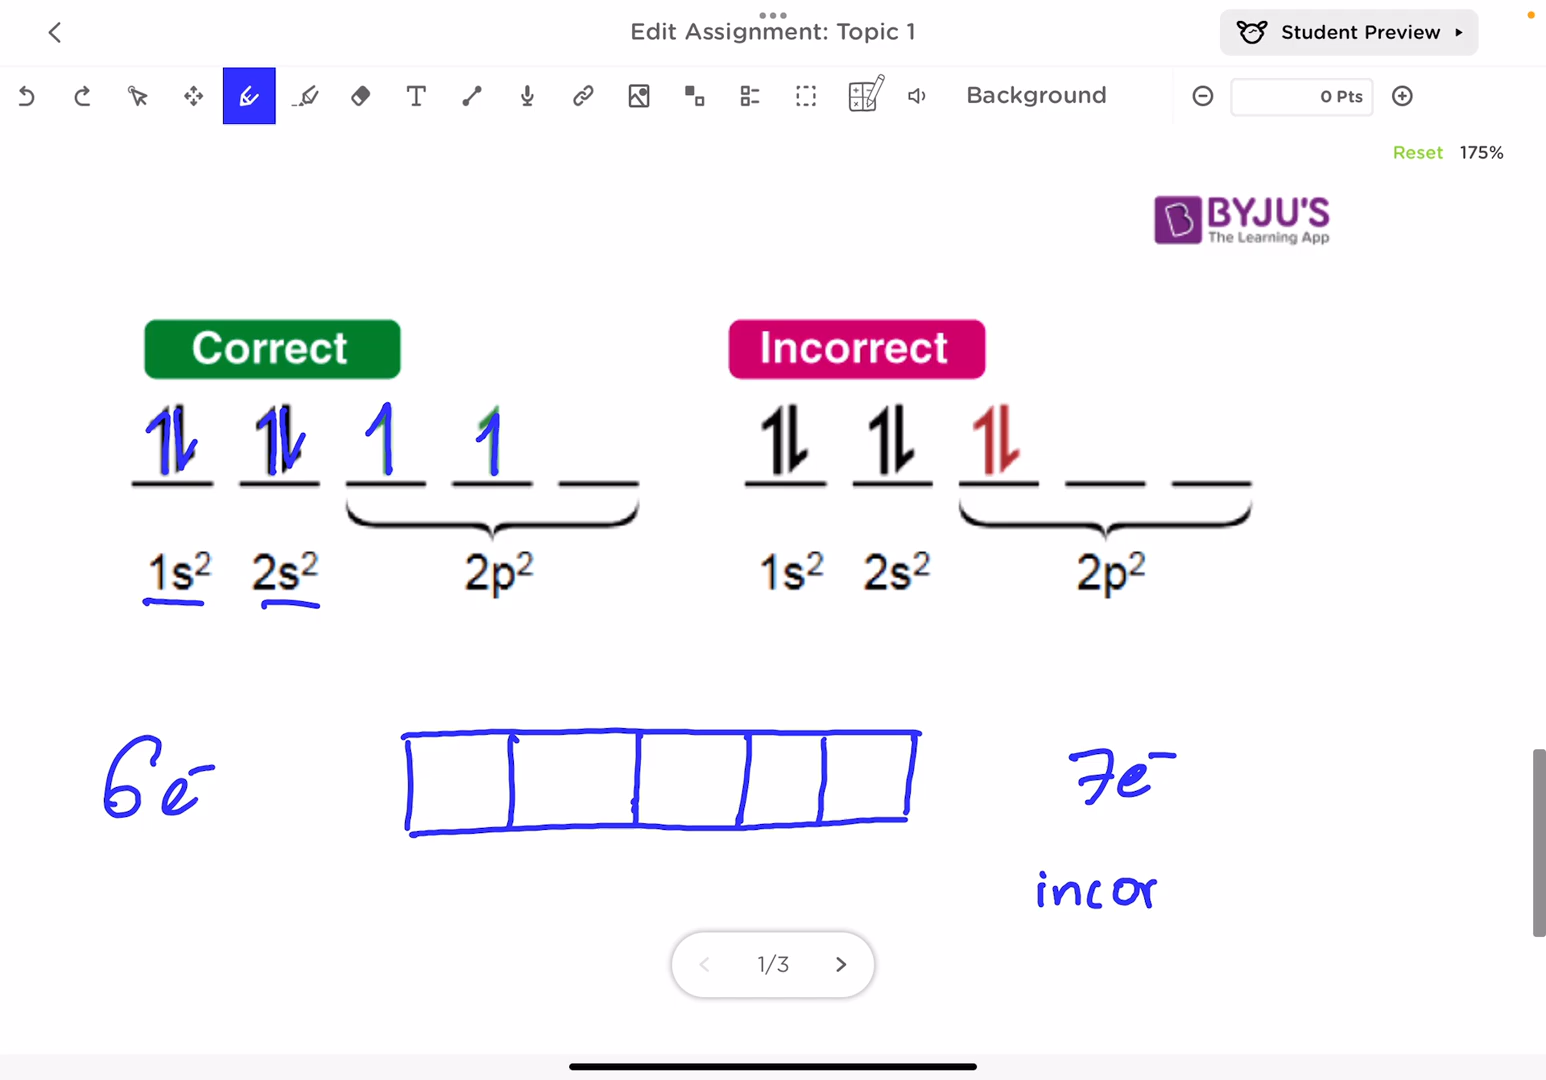 Edit Assignment: Topic 1
Student Preview
T
Background
0 Pts
Reset 175%
BYJU'S
The Learning App
Correct
Incorrect
1s² 2s² 2p²
1s² 2s² 2p²
6e⁻
7e⁻
incor
1/3